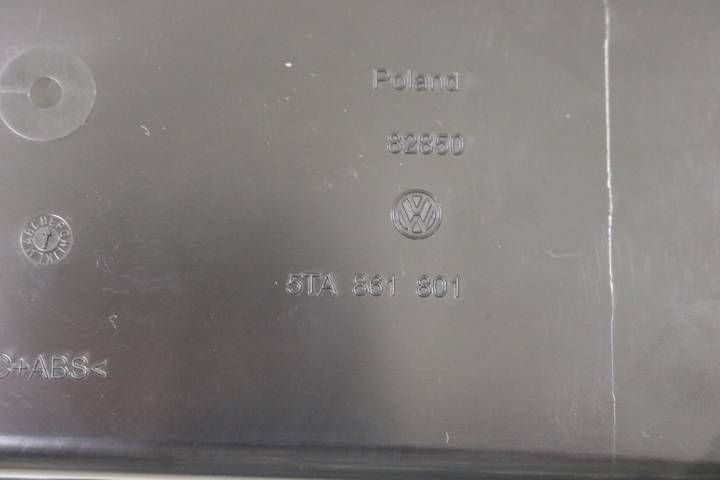 Poland
82850
5TA 861 801
C+ABS<